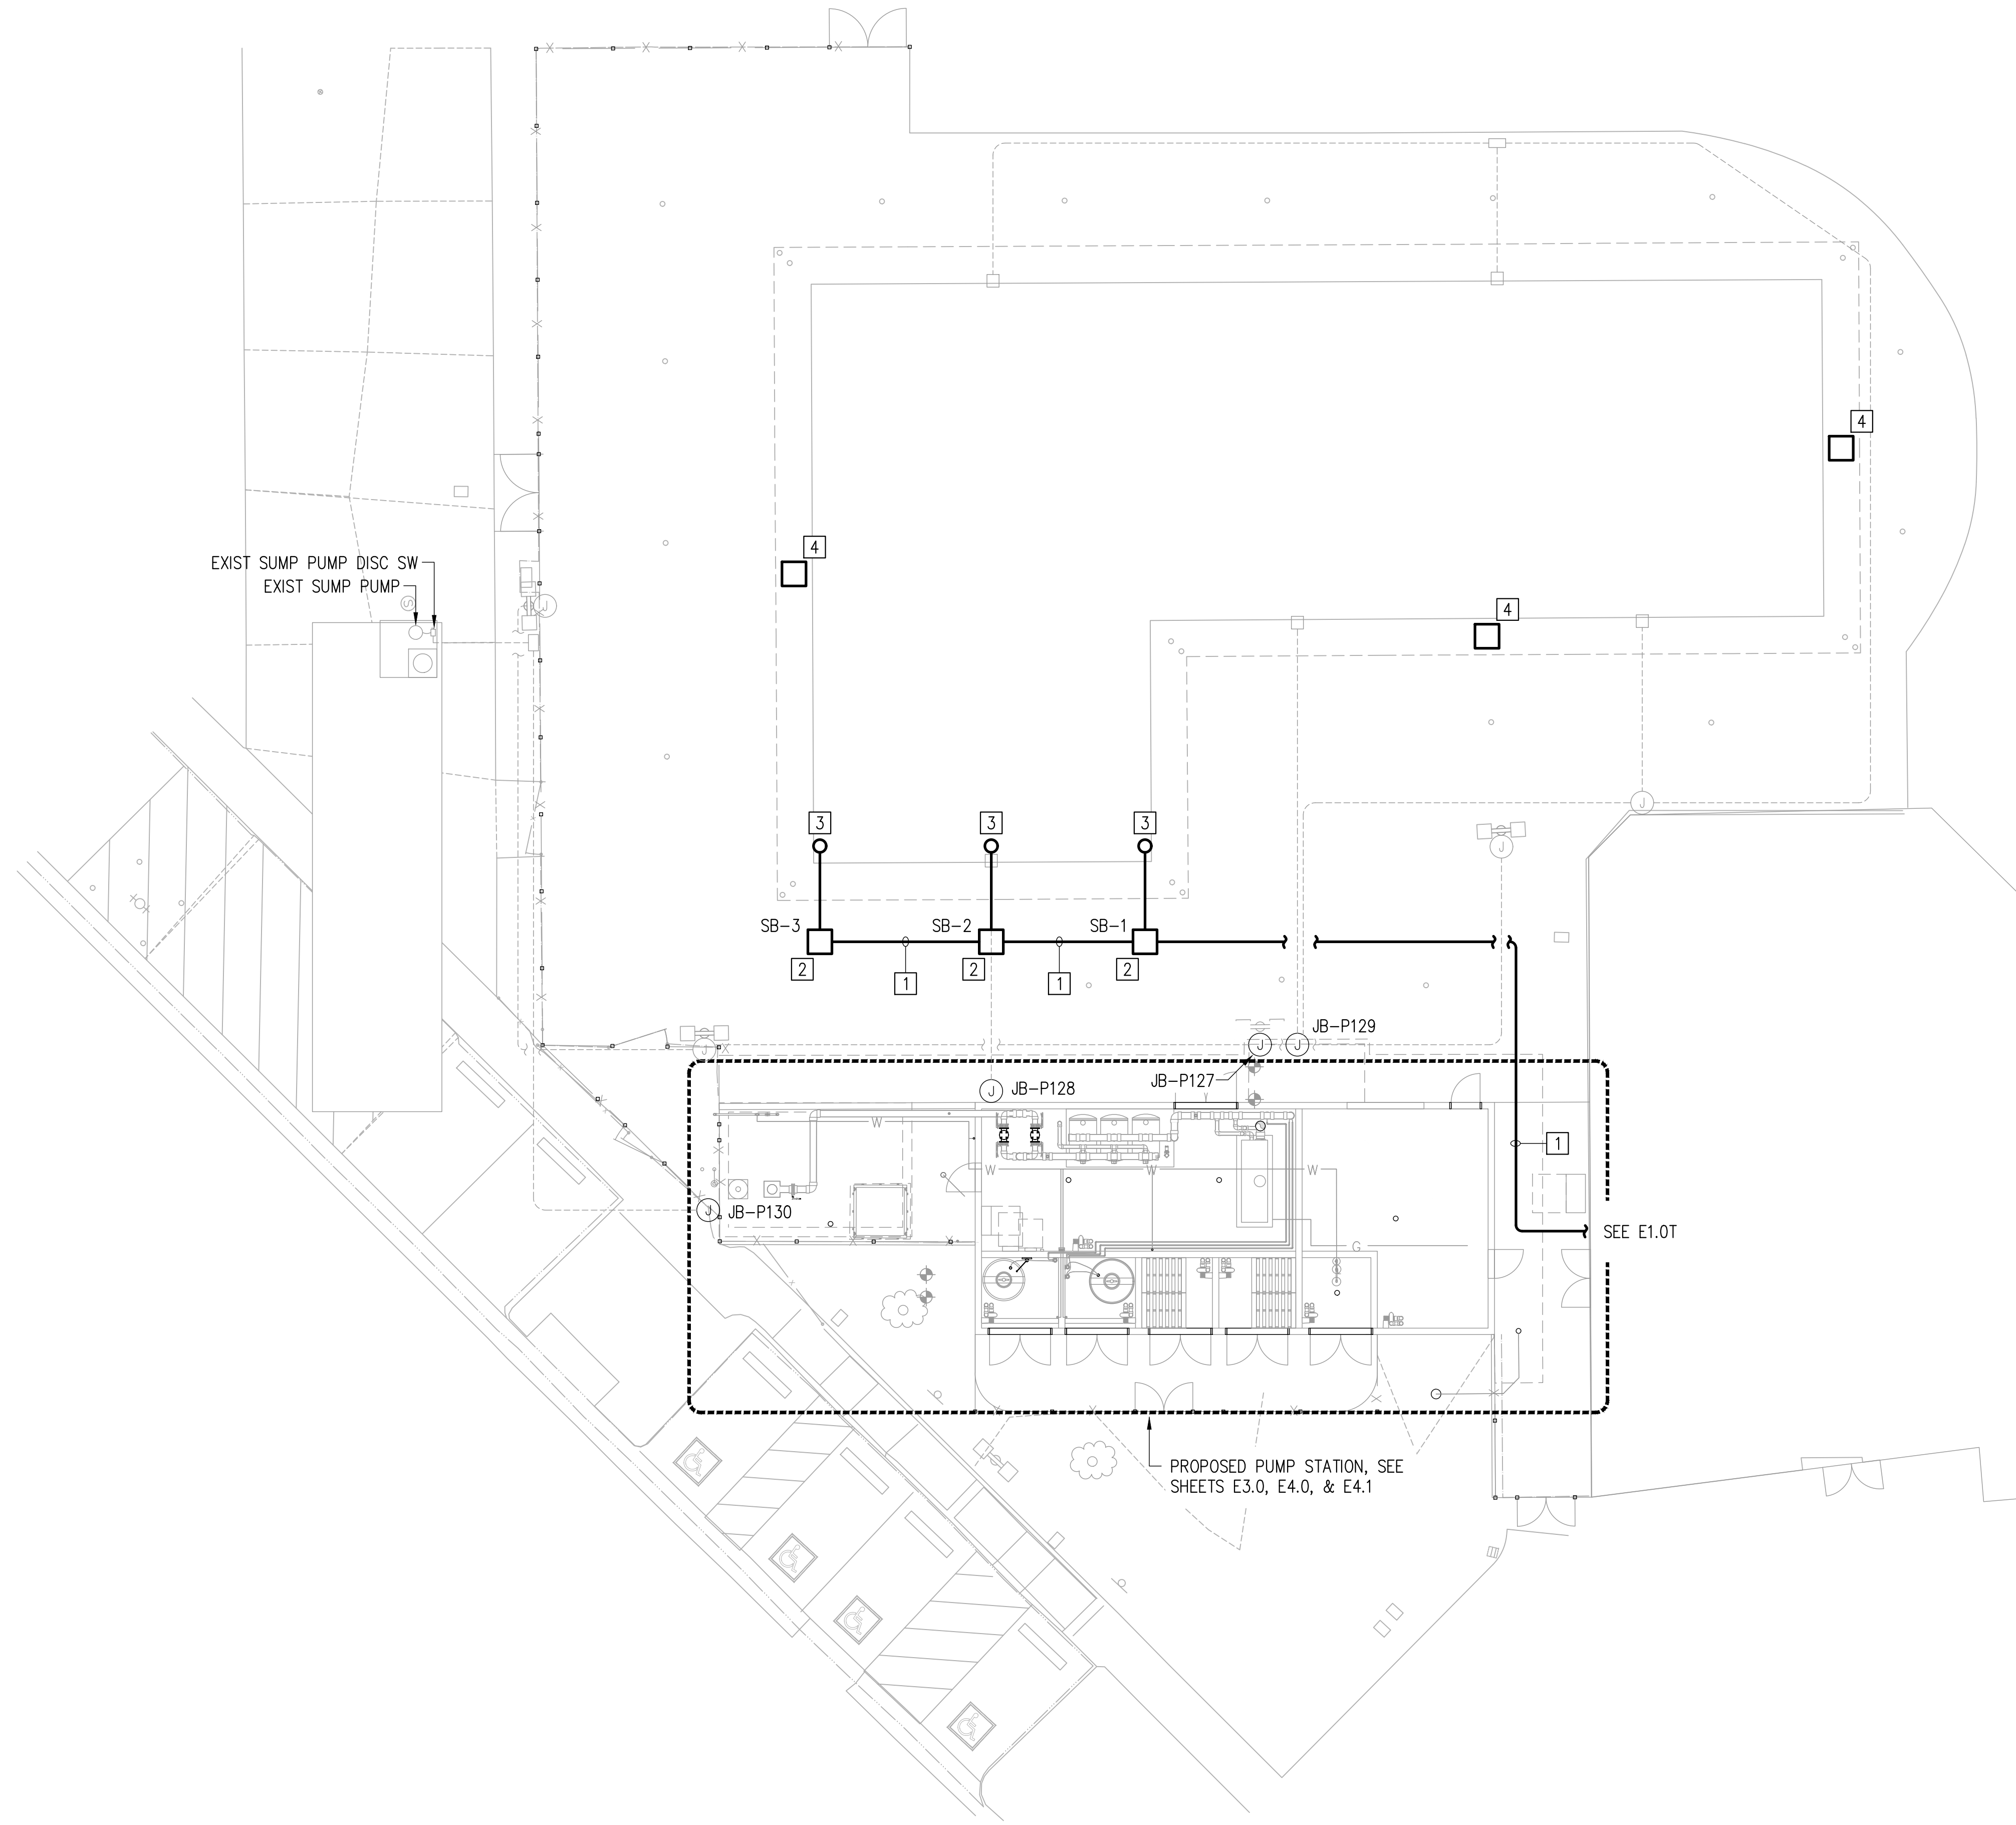 4
4
EXIST SUMP PUMP DISC SW
EXIST SUMP PUMP
S
J
4
J
3
3
3
J
SB-3
SB-2
SB-1
2
2
2
1
1
JB-P129
J
J
J
JB-P127
J
JB-P128
W
1
W
W
W
J
JB-P130
SEE E1.0T
G
PROPOSED PUMP STATION, SEE
SHEETS E3.0, E4.0, & E4.1